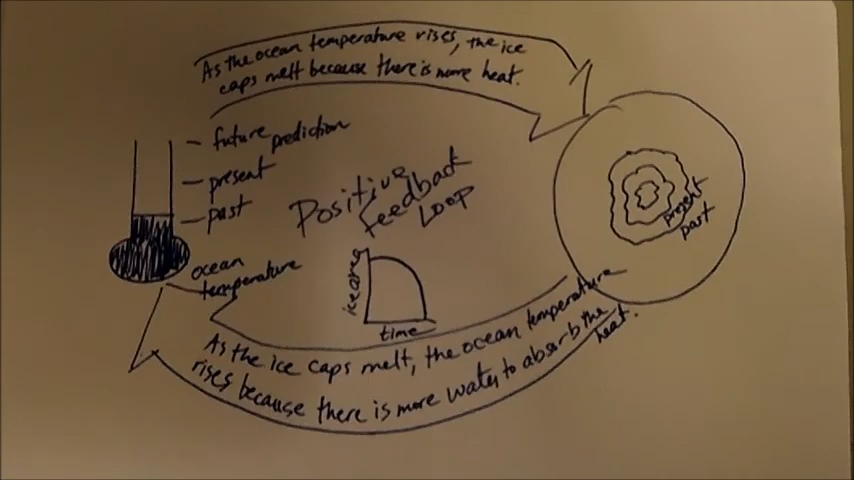 As the ocean temperature rises, the ice
caps melt because there is more heat.
future prediction
present
past
ocean
temperature
Positive
feedback
Loop
ice area
time
present
past
As the ice caps melt, the ocean temperature
rises because there is more water to absorb the
heat.